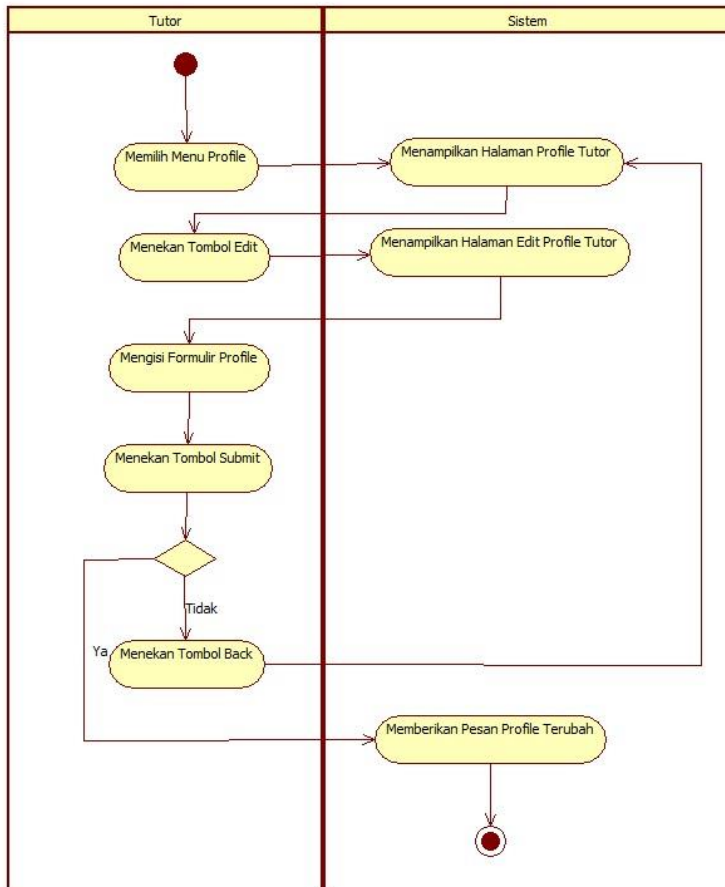 Tutor
Sistem
Memilih Menu Profile
Menampilkan Halaman Profile Tutor
Menekan Tombol Edit
Menampilkan Halaman Edit Profile Tutor
Mengisi Formulir Profile
Menekan Tombol Submit
Tidak
Ya
Menekan Tombol Back
Memberikan Pesan Profile Terubah